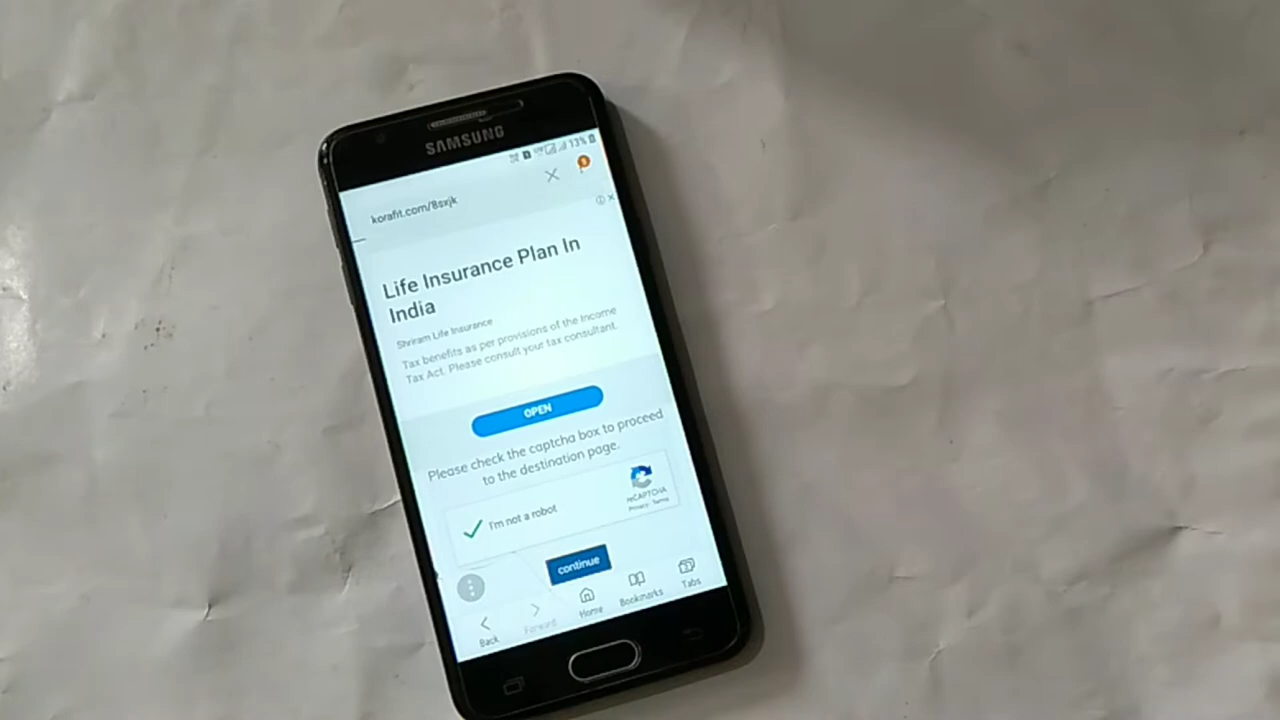 SAMSUNG
13%
korafit.com/8sxjk
Life Insurance Plan In
India
Shriram Life Insurance
Tax benefits as per provisions of the Income
Tax Act. Please consult your tax consultant.
OPEN
Please check the captcha box to proceed
to the destination page.
I'm not a robot
reCAPTCHA
Privacy - Terms
continue
Back
Forward
Home
Bookmarks
Tabs